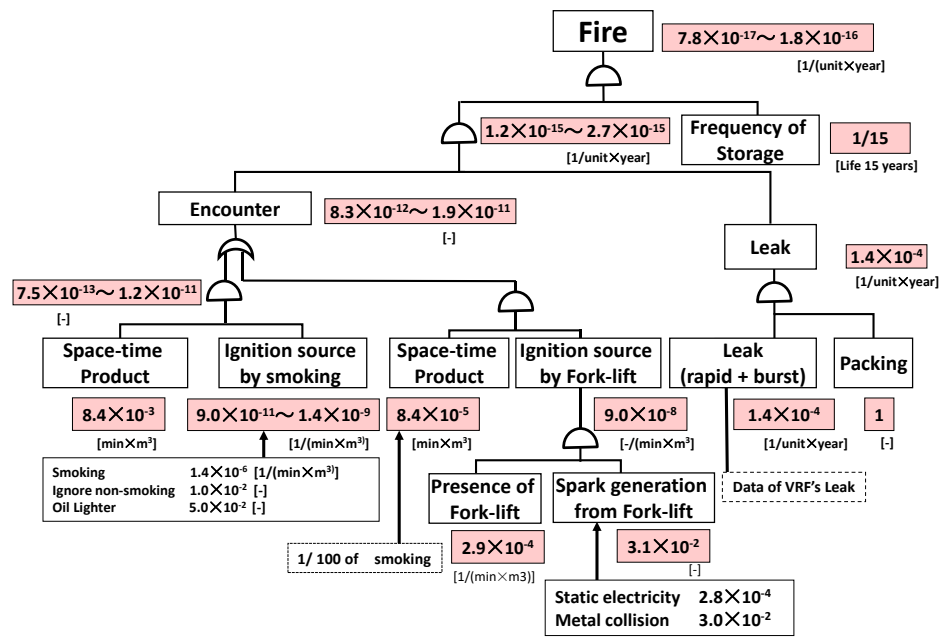 Fire
7.8×10⁻¹⁷～ 1.8×10⁻¹⁶
[1/(unit×year]
1.2×10⁻¹⁵～ 2.7×10⁻¹⁵
[1/unit×year]
Frequency of
Storage
1/15
[Life 15 years]
Encounter
8.3×10⁻¹²～ 1.9×10⁻¹¹
[-]
Leak
1.4×10⁻⁴
[1/unit×year]
7.5×10⁻¹³～ 1.2×10⁻¹¹
[-]
Space-time
Product
Ignition source
by smoking
Space-time
Product
Ignition source
by Fork-lift
Leak
(rapid + burst)
Packing
8.4×10⁻³
[min×m³]
9.0×10⁻¹¹～ 1.4×10⁻⁹
[1/(min×m³)]
8.4×10⁻⁵
[min×m³]
9.0×10⁻⁸
[-/(min×m³]
1.4×10⁻⁴
[1/unit×year]
1
[-]
Smoking 1.4×10⁻⁶ [1/(min×m³)]
Ignore non-smoking 1.0×10⁻² [-]
Oil Lighter 5.0×10⁻² [-]
Presence of
Fork-lift
Spark generation
from Fork-lift
Data of VRF's Leak
1/ 100 of smoking
2.9×10⁻⁴
[1/(min×m3)]
3.1×10⁻²
[-]
Static electricity 2.8×10⁻⁴
Metal collision 3.0×10⁻²